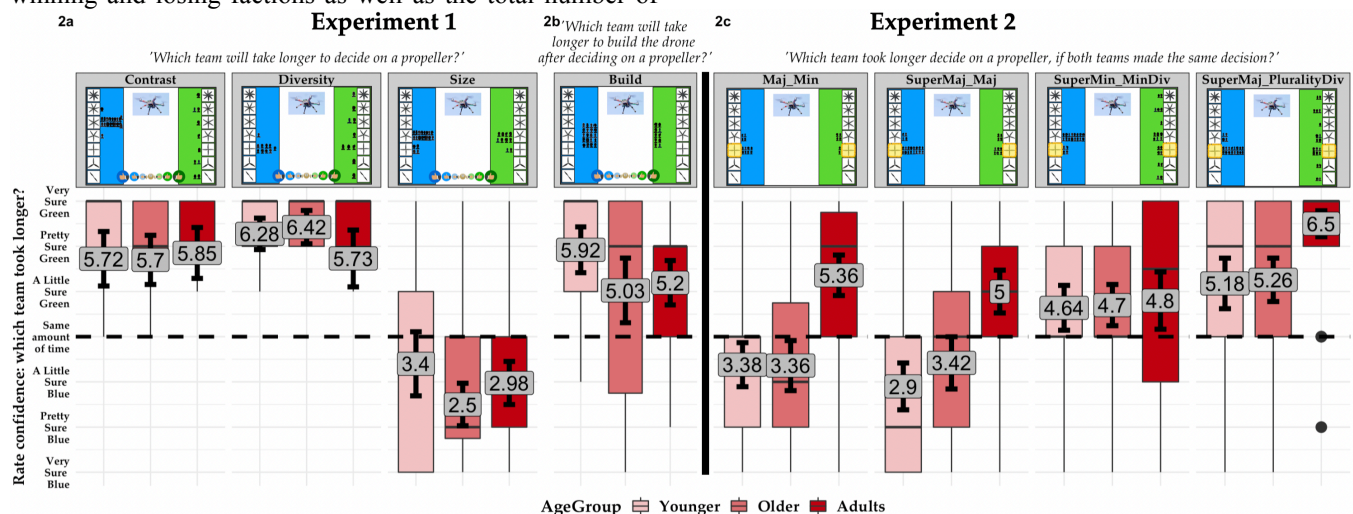 winning and losing factions as well as the total number of
2a
Experiment 1
2b
'Which team will take
longer to build the drone
after deciding on a propeller?'
2c
Experiment 2
'Which team will take longer to decide on a propeller?'
'Which team took longer decide on a propeller, if both teams made the same decision?'
Contrast
Diversity
Size
Build
Maj_Min
SuperMaj_Maj
SuperMin_MinDiv
SuperMaj_PluralityDiv
Rate confidence: which team took longer?
Very
Sure
Green
Pretty
Sure
Green
A Little
Sure
Green
Same
amount
of time
A Little
Sure
Blue
Pretty
Sure
Blue
Very
Sure
Blue
5.72 5.7 5.85
6.28 6.42 5.73
3.4 2.5 2.98
5.92 5.03 5.2
3.38 3.36 5.36
2.9 3.42 5
4.64 4.7 4.8
5.18 5.26 6.5
AgeGroup Younger Older Adults